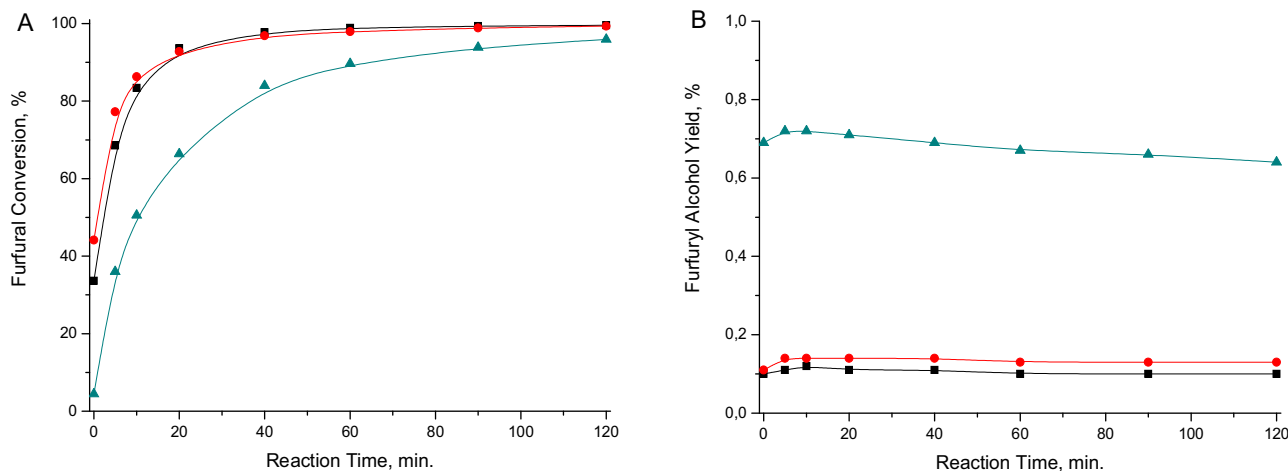 A
Furfural Conversion, %
100
80
60
40
20
0
0 20 40 60 80 100 120
Reaction Time, min.
B
Furfuryl Alcohol Yield, %
1,0
0,8
0,6
0,4
0,2
0,0
0 20 40 60 80 100 120
Reaction Time, min.